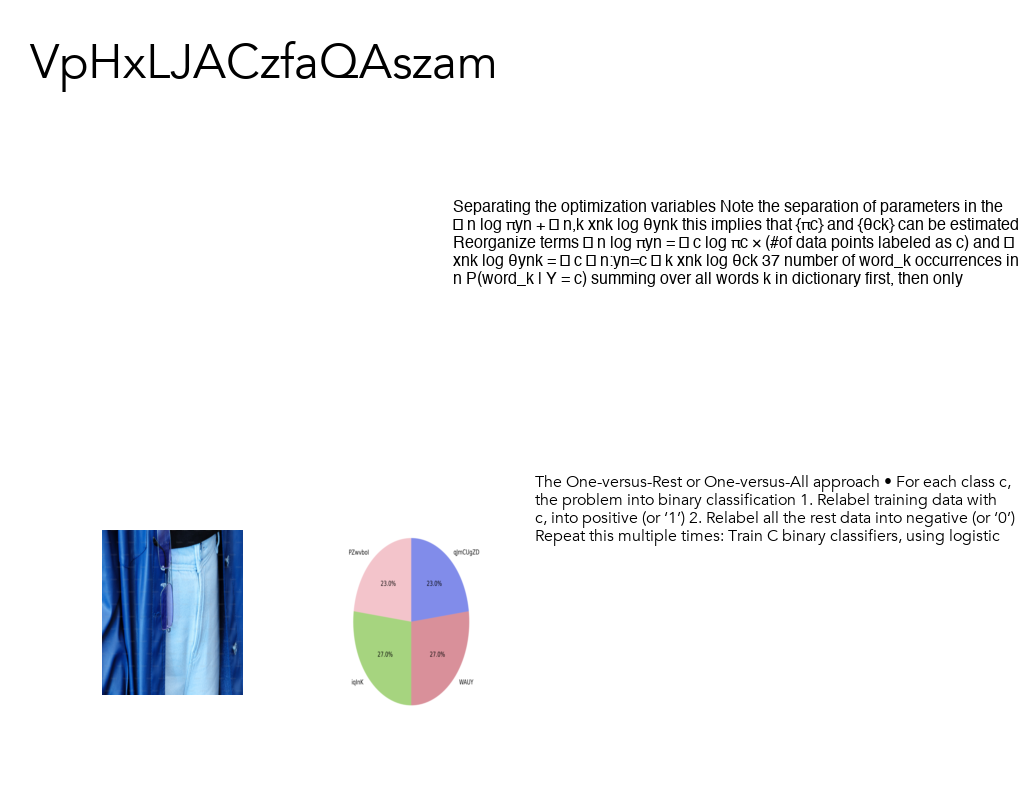 VpHxLJACzfaQAszam
Separating the optimization variables Note the separation of parameters in the
□ n log πyn + □ n,k xnk log θynk this implies that {πc} and {θck} can be estimated
Reorganize terms □ n log πyn = □ c log πc × (#of data points labeled as c) and □
xnk log θynk = □ c □ n:yn=c □ k xnk log θck 37 number of word_k occurrences in
n P(word_k | Y = c) summing over all words k in dictionary first, then only
The One-versus-Rest or One-versus-All approach • For each class c,
the problem into binary classification 1. Relabel training data with
c, into positive (or ‘1’) 2. Relabel all the rest data into negative (or ‘0’)
Repeat this multiple times: Train C binary classifiers, using logistic
PZwvbol
qjmCUgZD
23.0%
23.0%
27.0%
27.0%
WAUY